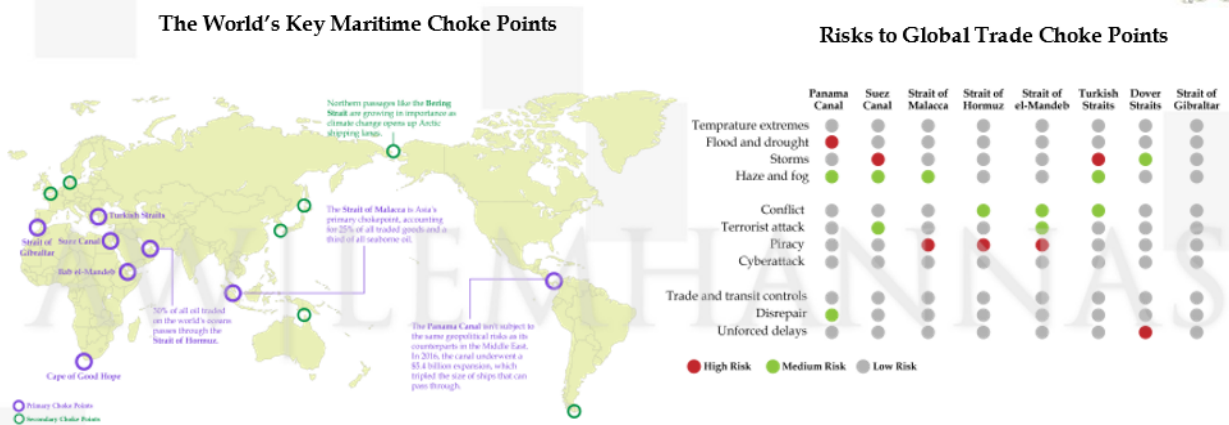 The World's Key Maritime Choke Points
Northern passages like the Bering
Strait are growing in importance as
climate change opens up Arctic
shipping lanes.
Turkish Straits
Strait of
Gibraltar
Suez Canal
Bab el-Mandeb
The Strait of Malacca is Asia's
primary chokepoint, accounting
for 25% of all traded goods and a
third of all seaborne oil.
30% of all oil traded
on the world's oceans
passes through the
Strait of Hormuz.
The Panama Canal isn't subject to
the same geopolitical risks as its
counterparts in the Middle East.
In 2016, the canal underwent a
$5.4 billion expansion, which
tripled the size of ships that can
pass through.
Cape of Good Hope
Primary Choke Points
Secondary Choke Points
Risks to Global Trade Choke Points
Panama Canal
Suez Canal
Strait of Malacca
Strait of Hormuz
Strait of el-Mandeb
Turkish Straits
Dover Straits
Strait of Gibraltar
Temprature extremes
Flood and drought
Storms
Haze and fog
Conflict
Terrorist attack
Piracy
Cyberattack
Trade and transit controls
Disrepair
Unforced delays
High Risk
Medium Risk
Low Risk
LEMHANNAS